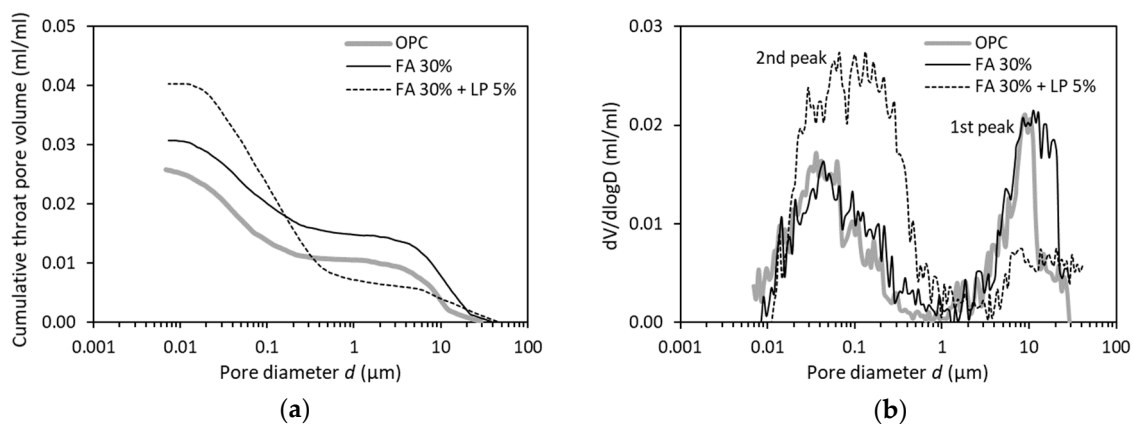 Cumulative throat pore volume (ml/ml)
0.05
0.04
0.03
0.02
0.01
0.00
OPC
FA 30%
FA 30% + LP 5%
0.001 0.01 0.1 1 10 100
Pore diameter d (μm)
(a)
dV/dlogD (ml/ml)
0.03
0.02
0.01
0.00
2nd peak
OPC
FA 30%
FA 30% + LP 5%
1st peak
0.001 0.01 0.1 1 10 100
Pore diameter d (μm)
(b)